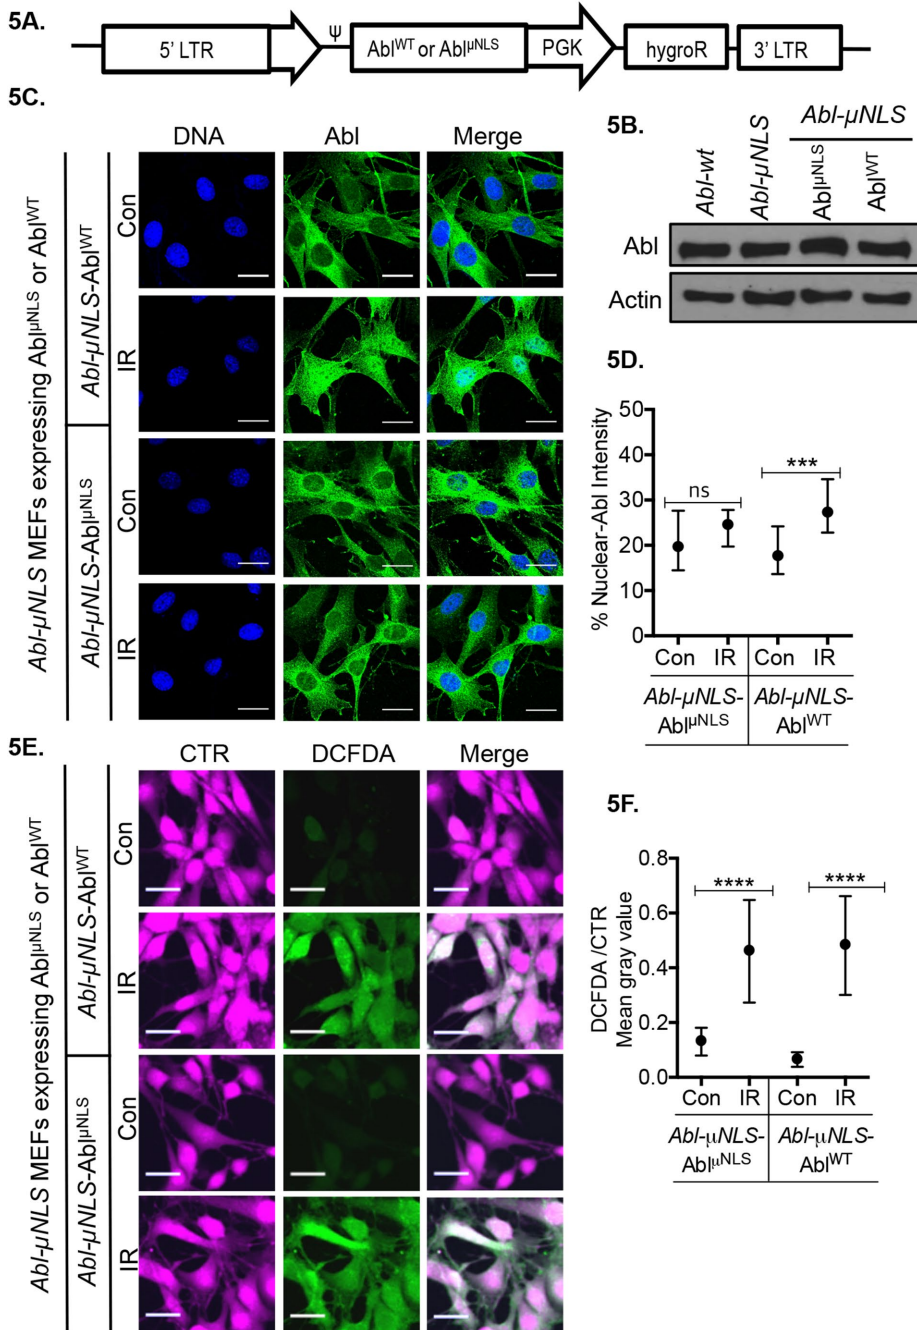 5A.
5' LTR
ψ
Abl^WT or Abl^µNLS
PGK
hygroR
3' LTR
5C.
DNA
Abl
Merge
Abl-µNLS MEFs expressing Abl^µNLS or Abl^WT
Abl-µNLS-Abl^WT
Con
IR
Abl-µNLS-Abl^µNLS
Con
IR
5B.
Abl-wt
Abl-µNLS
Abl-µNLS
Abl^µNLS
Abl^WT
Abl
Actin
5D.
% Nuclear-Abl Intensity
50
40
30
20
10
0
ns
***
Con IR Con IR
Abl-µNLS- Abl-µNLS-
Abl^µNLS Abl^WT
5E.
CTR
DCFDA
Merge
Abl-µNLS MEFs expressing Abl^µNLS or Abl^WT
Abl-µNLS-Abl^WT
Con
IR
Abl-µNLS-Abl^µNLS
Con
IR
5F.
DCFDA/CTR
Mean gray value
0.8
0.6
0.4
0.2
0.0
****
****
Con IR Con IR
Abl-µNLS- Abl-µNLS-
Abl^µNLS Abl^WT